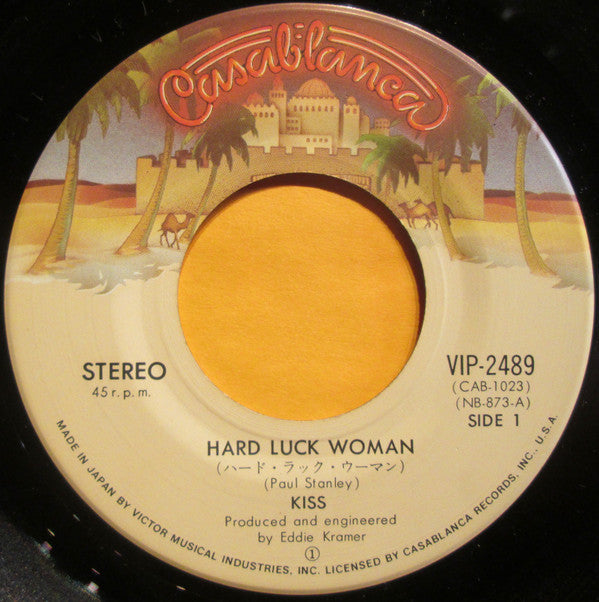 Casablanca
STEREO
45 r.p.m.
VIP-2489
(CAB-1023)
(NB-873-A)
SIDE 1
HARD LUCK WOMAN
(ハード・ラック・ウーマン)
(Paul Stanley)
KISS
Produced and engineered
by Eddie Kramer
①
MADE IN JAPAN BY VICTOR MUSICAL INDUSTRIES, INC. LICENSED BY CASABLANCA RECORDS, INC., U.S.A.